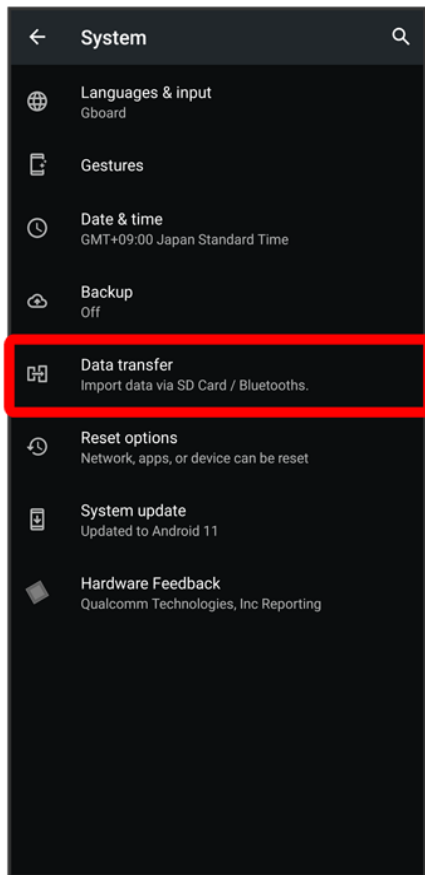 System
Languages & input
Gboard
Gestures
Date & time
GMT+09:00 Japan Standard Time
Backup
Off
Data transfer
Import data via SD Card / Bluetooths.
Reset options
Network, apps, or device can be reset
System update
Updated to Android 11
Hardware Feedback
Qualcomm Technologies, Inc Reporting